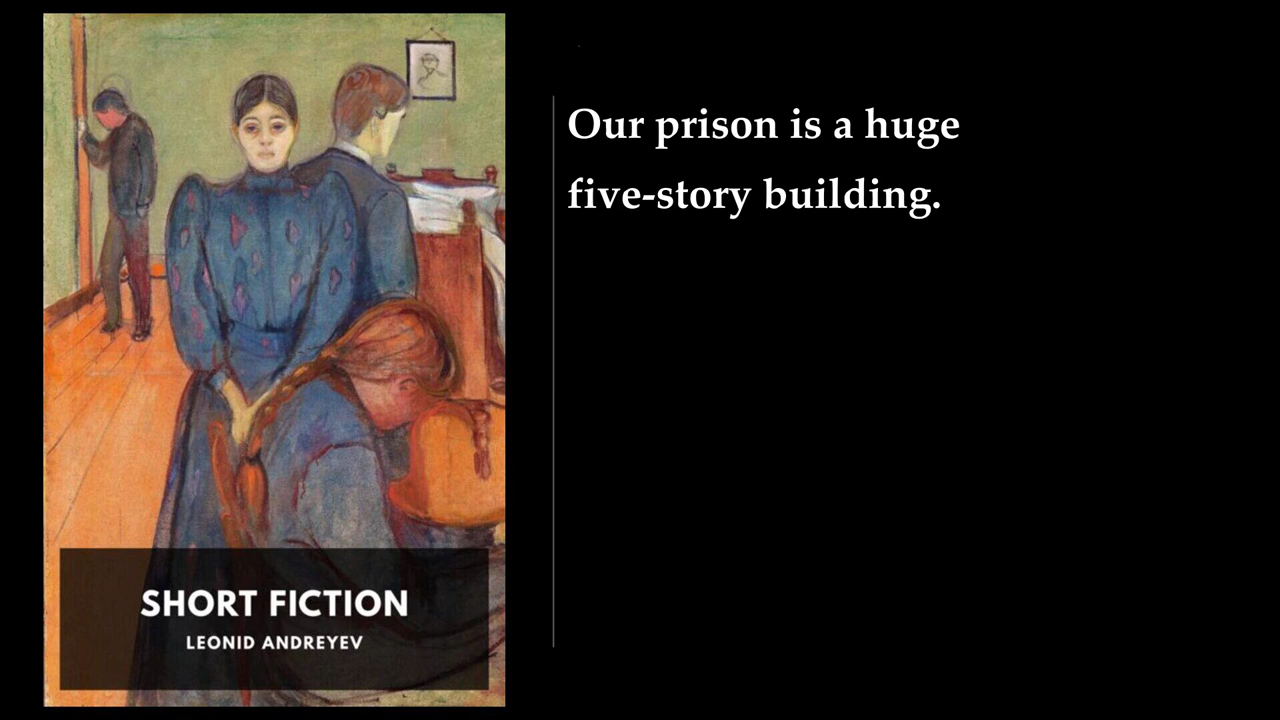 Our prison is a huge
five-story building.
SHORT FICTION
LEONID ANDREYEV